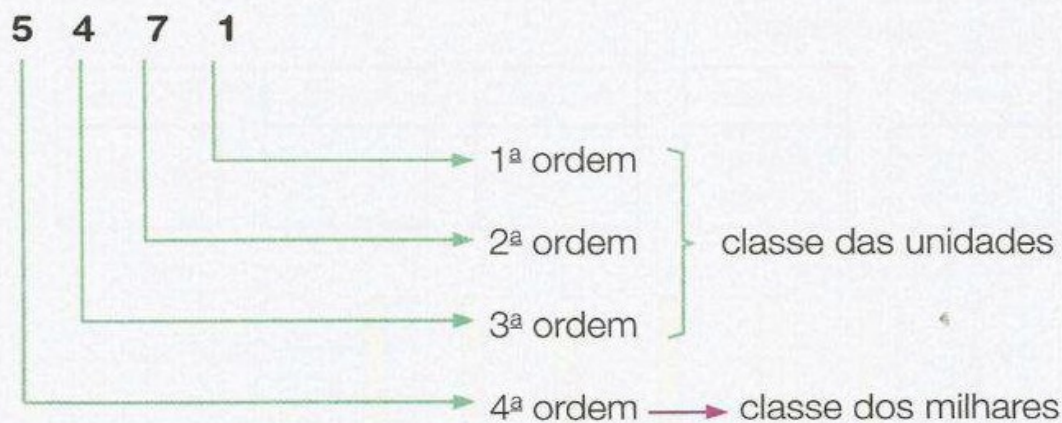 5 4 7 1
1ª ordem
2ª ordem classe das unidades
3ª ordem
4ª ordem classe dos milhares